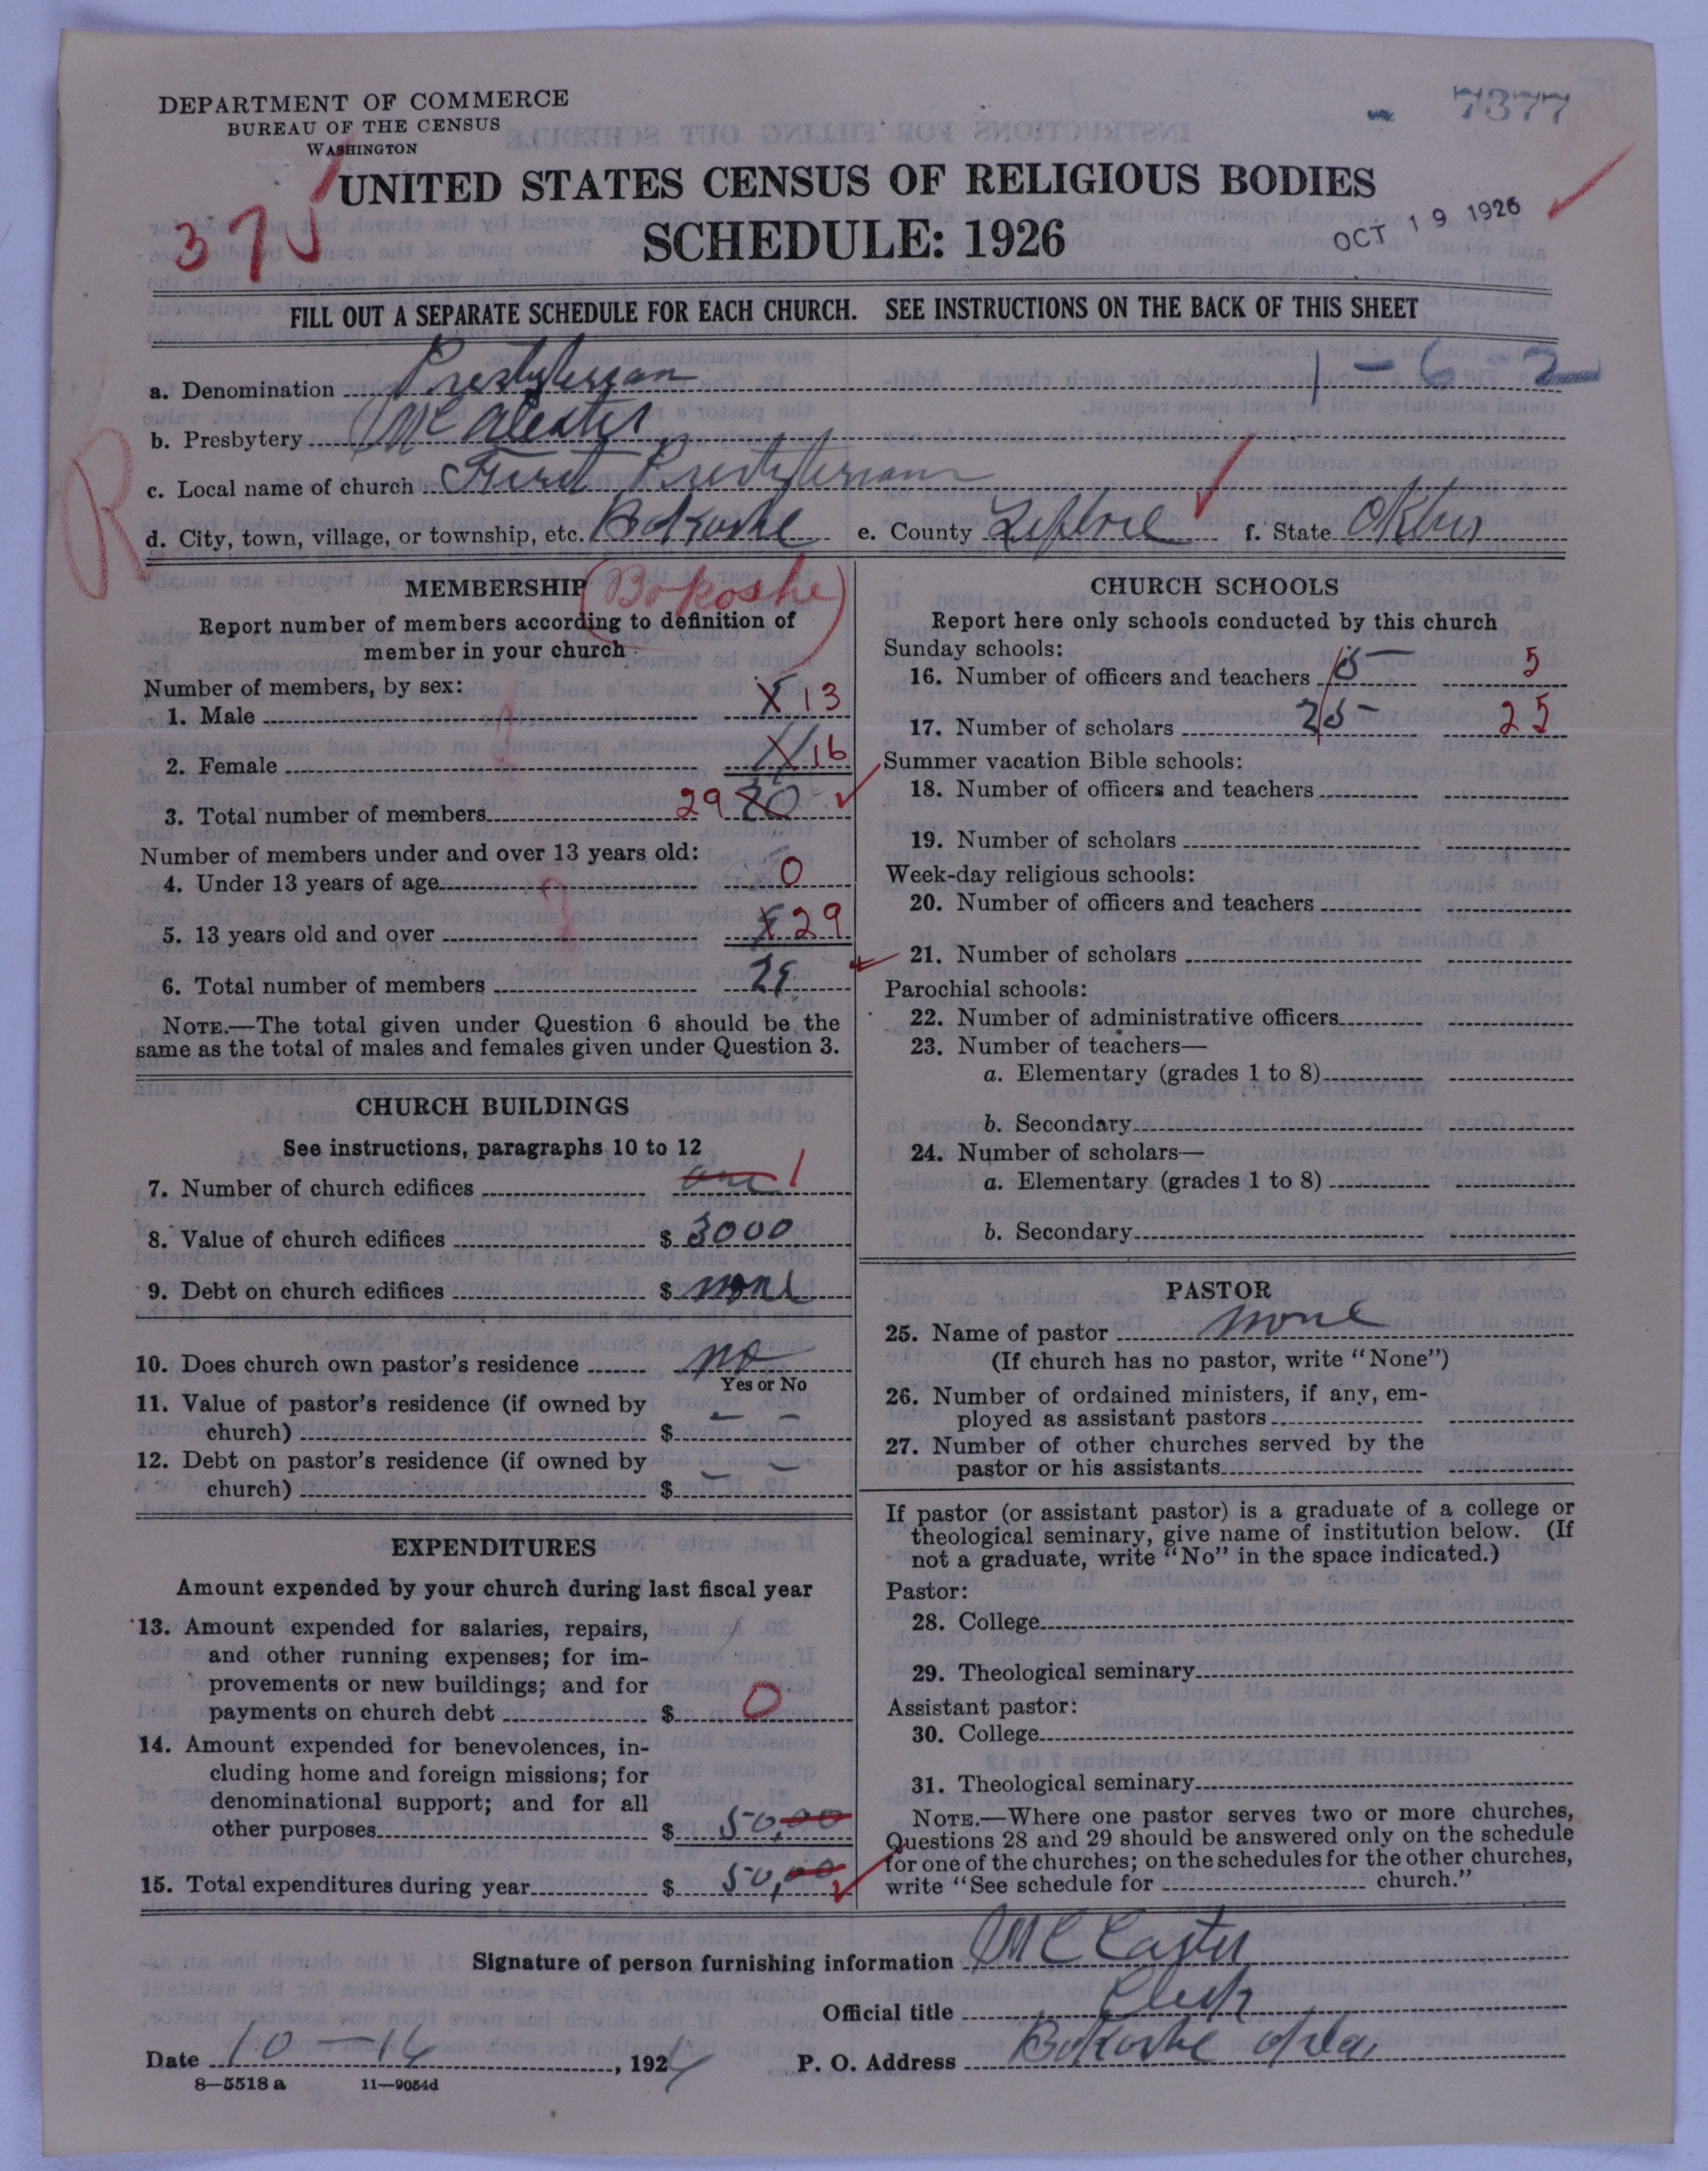 DEPARTMENT OF COMMERCE
BUREAU OF THE CENSUS
WASHINGTON
7377
UNITED STATES CENSUS OF RELIGIOUS BODIES
SCHEDULE: 1926
OCT 19 1926
37
FILL OUT A SEPARATE SCHEDULE FOR EACH CHURCH. SEE INSTRUCTIONS ON THE BACK OF THIS SHEET
a. Denomination Presbyterian 1-6-2
b. Presbytery McAlester
c. Local name of church First Presbyterian
R
d. City, town, village, or township, etc. Bokoshe e. County Leflore f. State Okla
MEMBERSHIP (Bokoshe)
Report number of members according to definition of
member in your church
Number of members, by sex:
1. Male 13
2. Female 16
3. Total number of members 29
Number of members under and over 13 years old:
4. Under 13 years of age 0
5. 13 years old and over 29
6. Total number of members 29
NOTE.—The total given under Question 6 should be the
same as the total of males and females given under Question 3.
CHURCH BUILDINGS
See instructions, paragraphs 10 to 12
7. Number of church edifices one 1
8. Value of church edifices $ 3000
9. Debt on church edifices $ none
10. Does church own pastor's residence no
Yes or No
11. Value of pastor's residence (if owned by
church) $ - -
12. Debt on pastor's residence (if owned by
church) $ - -
EXPENDITURES
Amount expended by your church during last fiscal year
13. Amount expended for salaries, repairs,
and other running expenses; for im-
provements or new buildings; and for
payments on church debt $ 0
14. Amount expended for benevolences, in-
cluding home and foreign missions; for
denominational support; and for all
other purposes $ 50,00
15. Total expenditures during year $ 50,00
CHURCH SCHOOLS
Report here only schools conducted by this church
Sunday schools:
16. Number of officers and teachers 5 5
17. Number of scholars 25 25
Summer vacation Bible schools:
18. Number of officers and teachers
19. Number of scholars
Week-day religious schools:
20. Number of officers and teachers
21. Number of scholars
Parochial schools:
22. Number of administrative officers
23. Number of teachers—
a. Elementary (grades 1 to 8)
b. Secondary
24. Number of scholars—
a. Elementary (grades 1 to 8)
b. Secondary
PASTOR
25. Name of pastor none
(If church has no pastor, write "None")
26. Number of ordained ministers, if any, em-
ployed as assistant pastors
27. Number of other churches served by the
pastor or his assistants
If pastor (or assistant pastor) is a graduate of a college or
theological seminary, give name of institution below. (If
not a graduate, write "No" in the space indicated.)
Pastor:
28. College
29. Theological seminary
Assistant pastor:
30. College
31. Theological seminary
NOTE.—Where one pastor serves two or more churches,
Questions 28 and 29 should be answered only on the schedule
for one of the churches; on the schedules for the other churches,
write "See schedule for church."
Signature of person furnishing information
Official title Clerk
Date 10-16, 1926 P. O. Address Bokoshe Okla.
8—5518 a 11—9054d